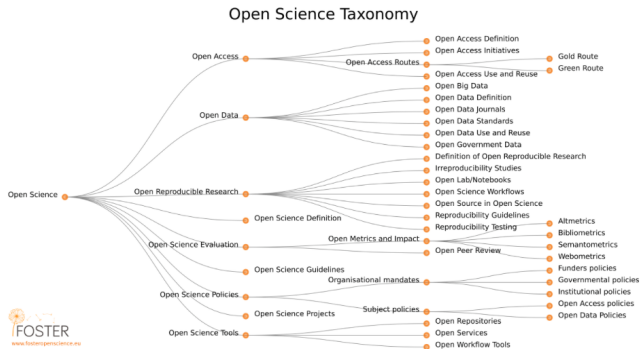 Open Science Taxonomy
Open Science
Open Access
Open Access Definition
Open Access Initiatives
Open Access Routes
Gold Route
Green Route
Open Access Use and Reuse
Open Data
Open Big Data
Open Data Definition
Open Data Journals
Open Data Standards
Open Data Use and Reuse
Open Government Data
Open Reproducible Research
Definition of Open Reproducible Research
Irreproducibility Studies
Open Lab/Notebooks
Open Science Workflows
Open Source in Open Science
Reproducibility Guidelines
Reproducibility Testing
Open Science Definition
Open Science Evaluation
Open Metrics and Impact
Altmetrics
Bibliometrics
Semantometrics
Webometrics
Open Peer Review
Open Science Guidelines
Open Science Policies
Organisational mandates
Funders policies
Governmental policies
Institutional policies
Subject policies
Open Access policies
Open Data Policies
Open Science Projects
Open Science Tools
Open Repositories
Open Services
Open Workflow Tools
FOSTER
www.fosteropenscience.eu